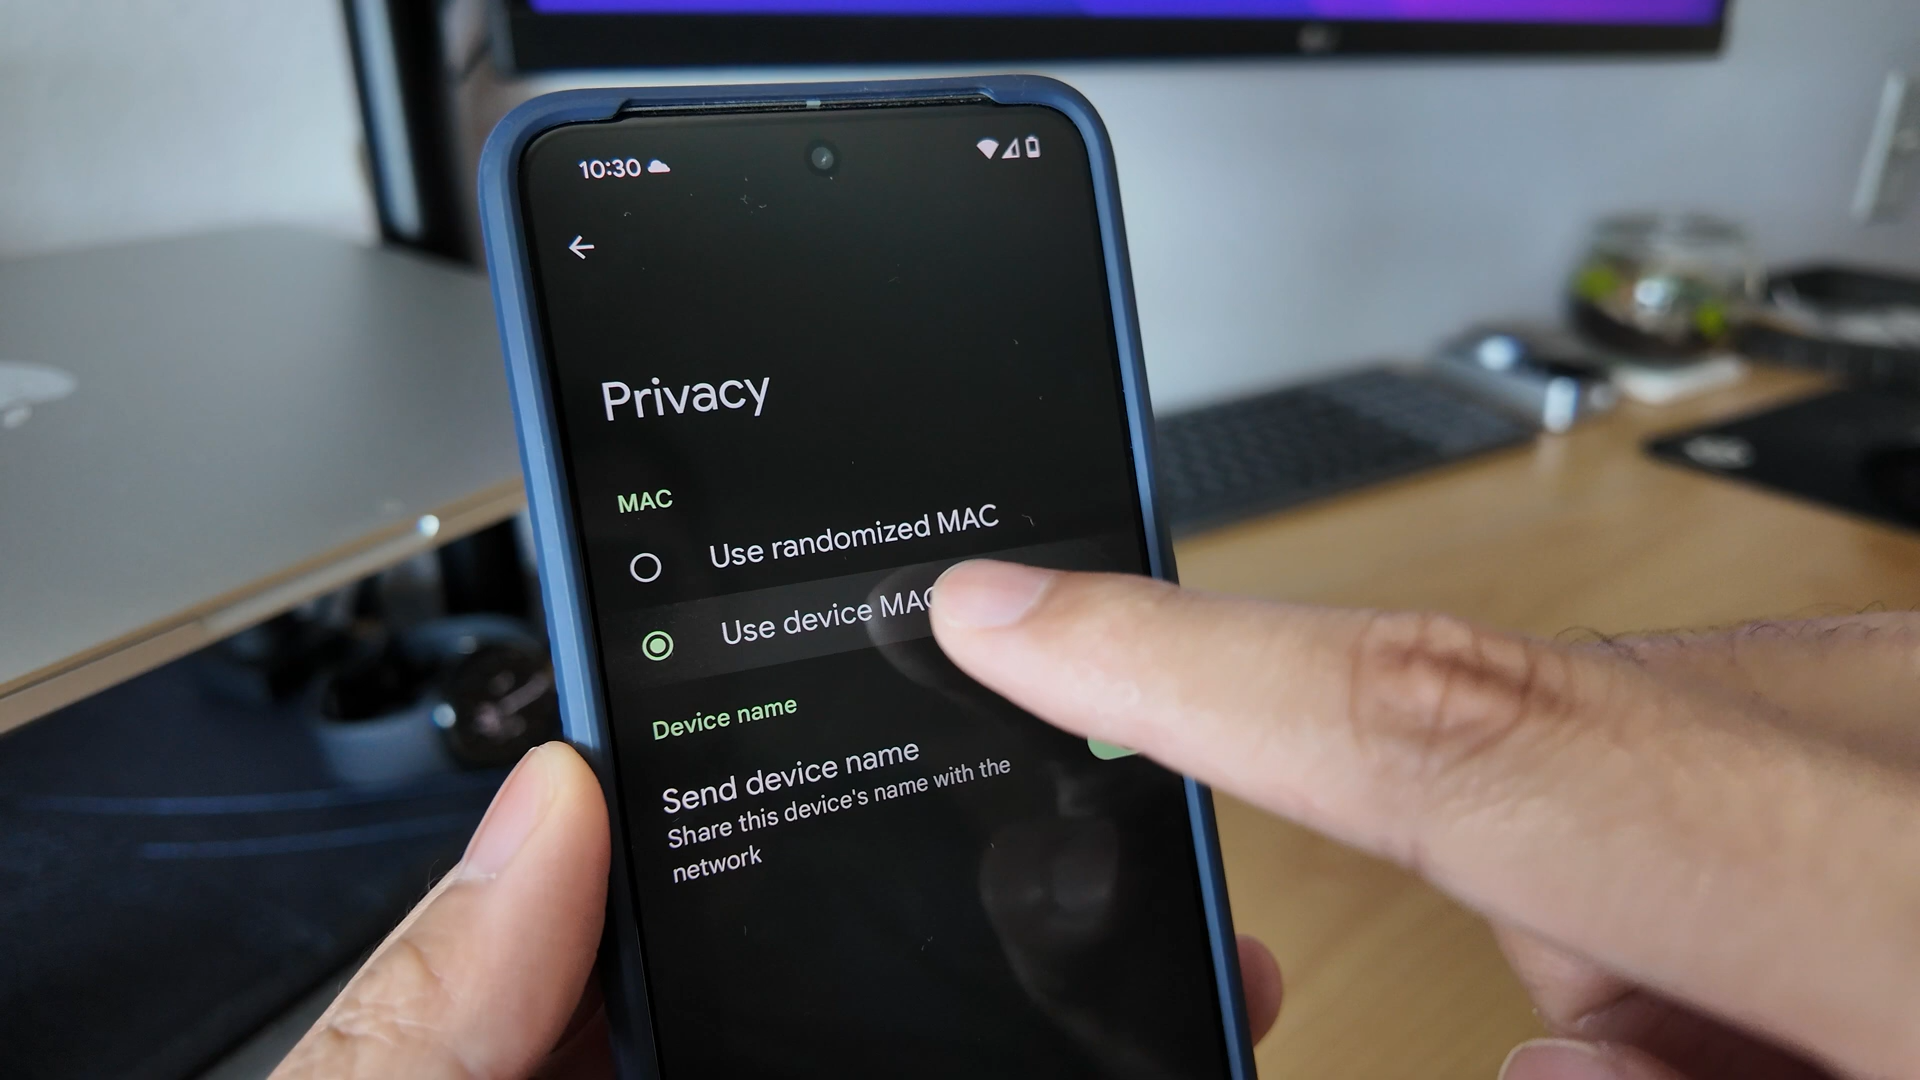 10:30
Privacy
MAC
Use randomized MAC
Use device MAC
Device name
Send device name
Share this device's name with the
network